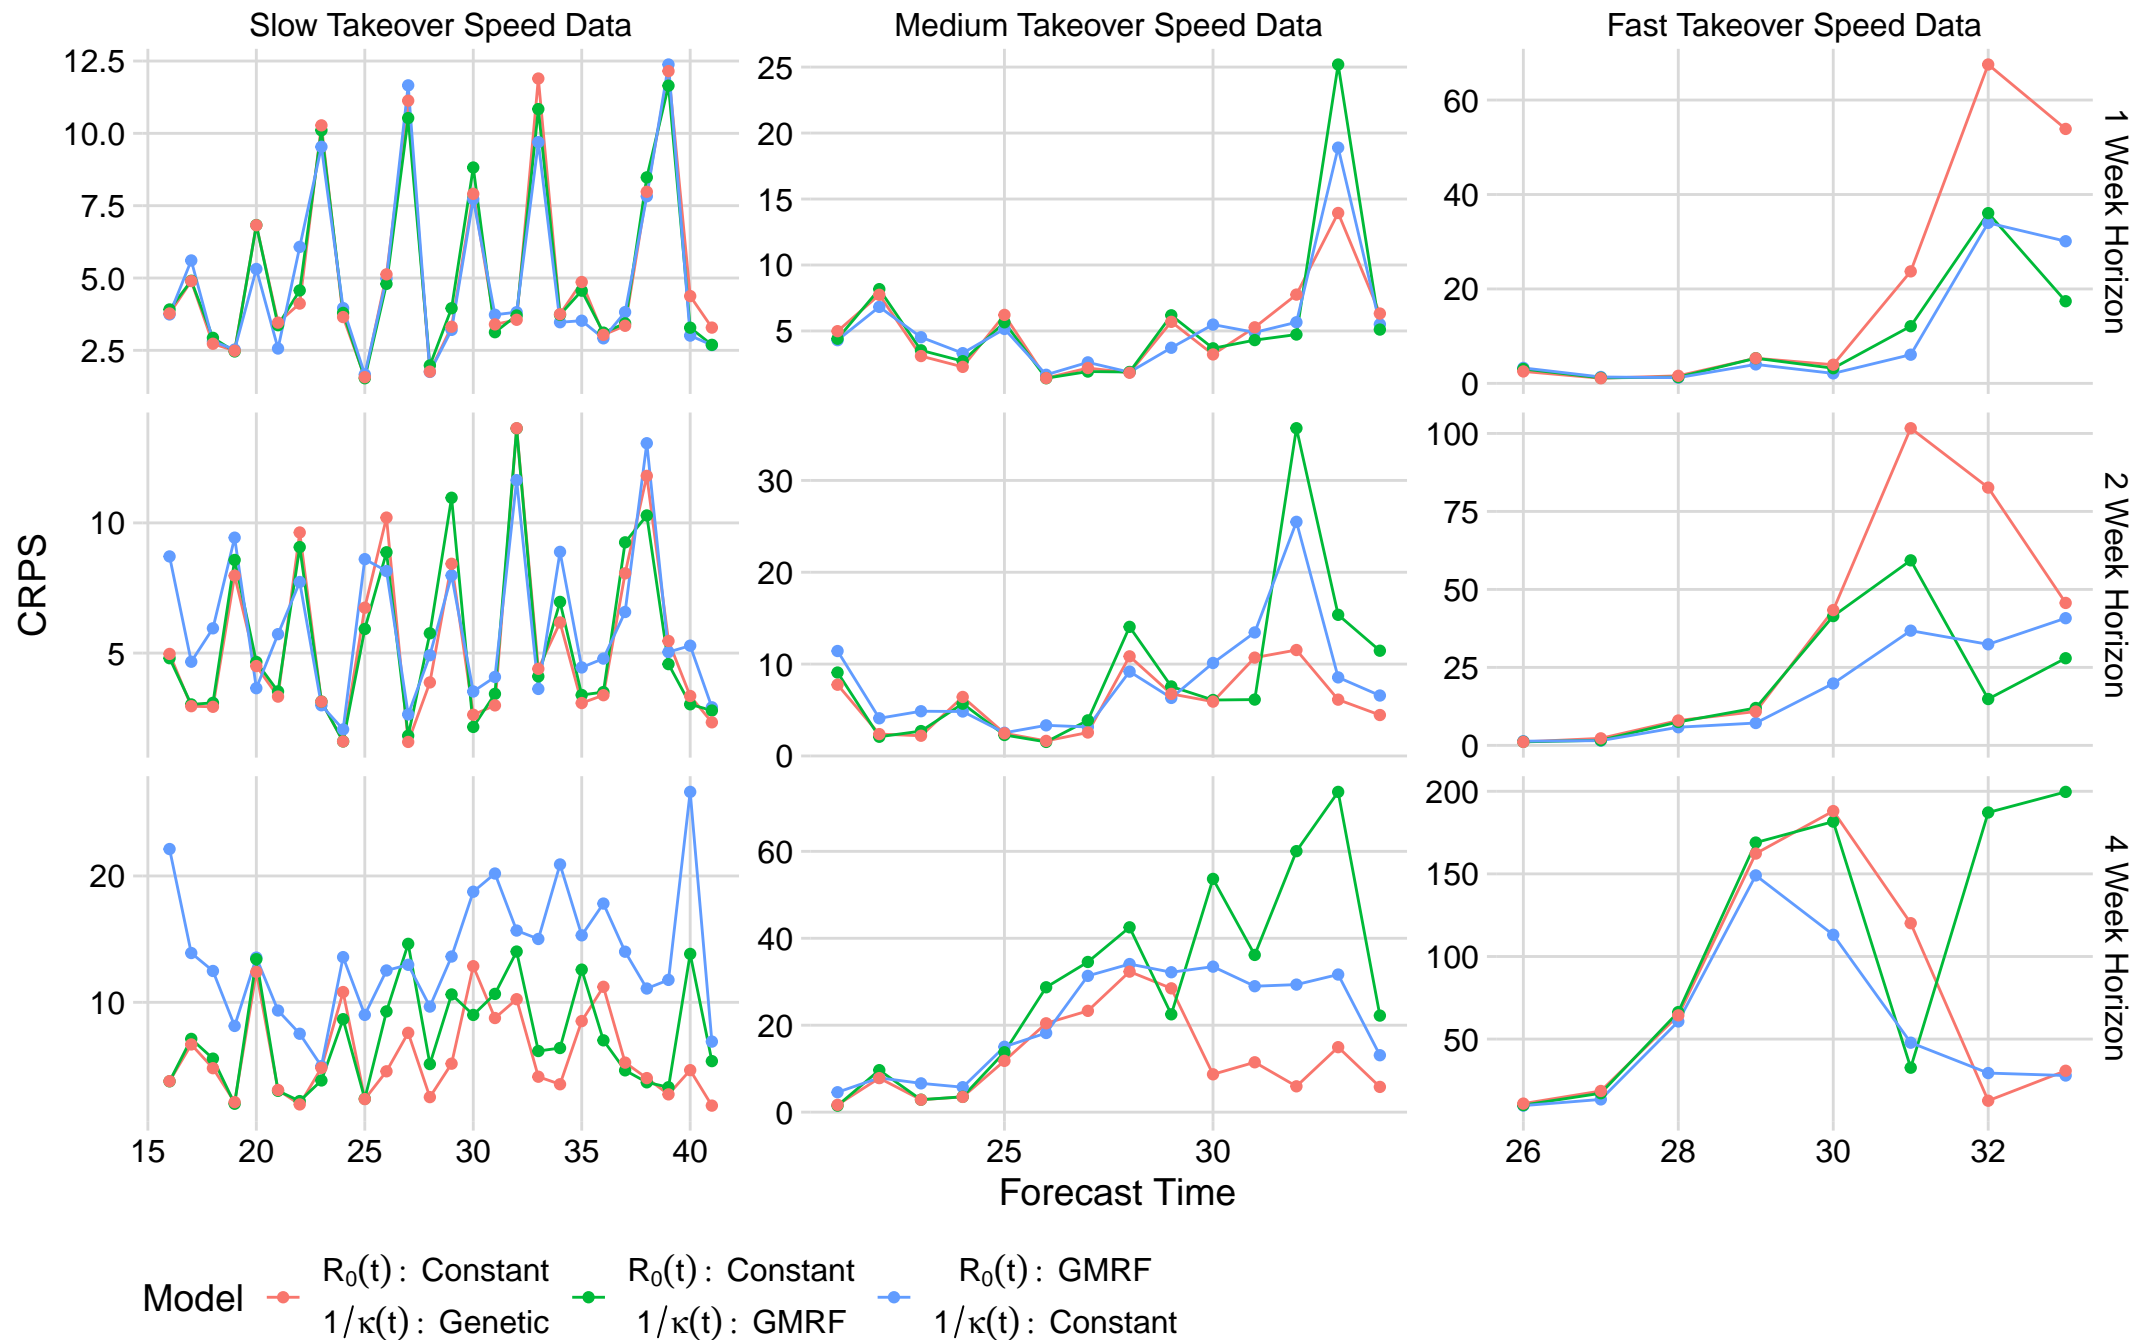 Slow Takeover Speed Data
Medium Takeover Speed Data
Fast Takeover Speed Data
12.5
10.0
7.5
5.0
2.5
25
20
15
10
5
60
40
20
0
1 Week Horizon
10
5
30
20
10
0
100
75
50
25
0
2 Week Horizon
CRPS
20
10
60
40
20
0
200
150
100
50
4 Week Horizon
15 20 25 30 35 40
25 30
26 28 30 32
Forecast Time
Model
R₀(t) : Constant
1/κ(t) : Genetic
R₀(t) : Constant
1/κ(t) : GMRF
R₀(t) : GMRF
1/κ(t) : Constant